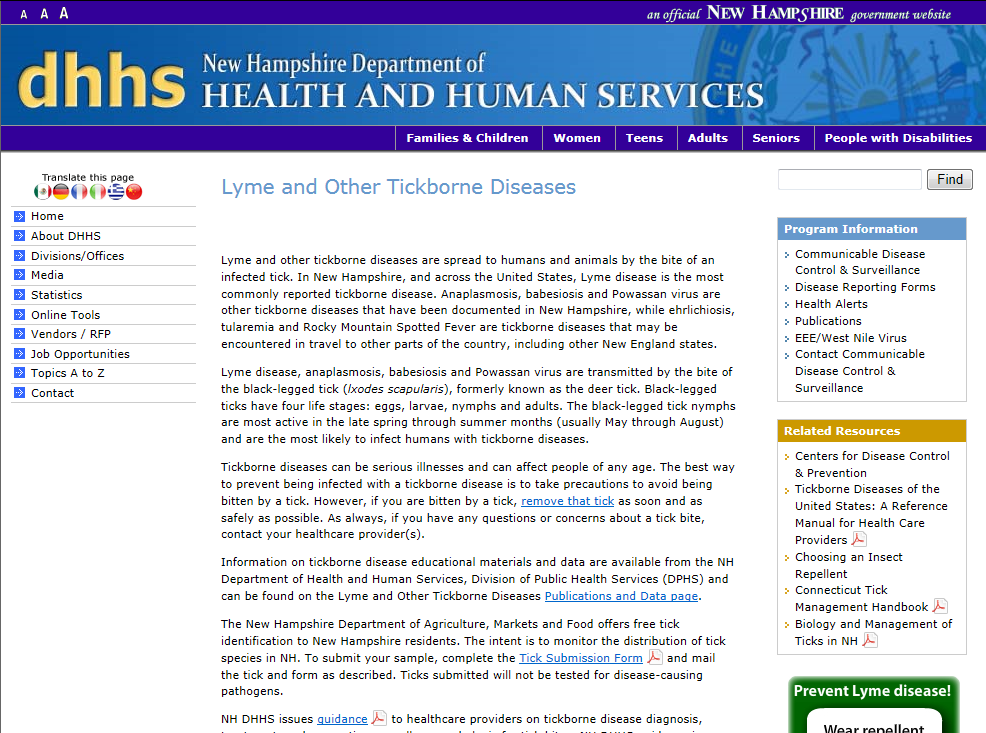 A A A
an official NEW HAMPSHIRE government website
dhhs
New Hampshire Department of
HEALTH AND HUMAN SERVICES
Families & Children Women Teens Adults Seniors People with Disabilities
Translate this page
Home
About DHHS
Divisions/Offices
Media
Statistics
Online Tools
Vendors / RFP
Job Opportunities
Topics A to Z
Contact
Lyme and Other Tickborne Diseases
Lyme and other tickborne diseases are spread to humans and animals by the bite of an
infected tick. In New Hampshire, and across the United States, Lyme disease is the most
commonly reported tickborne disease. Anaplasmosis, babesiosis and Powassan virus are
other tickborne diseases that have been documented in New Hampshire, while ehrlichiosis,
tularemia and Rocky Mountain Spotted Fever are tickborne diseases that may be
encountered in travel to other parts of the country, including other New England states.
Lyme disease, anaplasmosis, babesiosis and Powassan virus are transmitted by the bite of
the black-legged tick (Ixodes scapularis), formerly known as the deer tick. Black-legged
ticks have four life stages: eggs, larvae, nymphs and adults. The black-legged tick nymphs
are most active in the late spring through summer months (usually May through August)
and are the most likely to infect humans with tickborne diseases.
Tickborne diseases can be serious illnesses and can affect people of any age. The best way
to prevent being infected with a tickborne disease is to take precautions to avoid being
bitten by a tick. However, if you are bitten by a tick, remove that tick as soon and as
safely as possible. As always, if you have any questions or concerns about a tick bite,
contact your healthcare provider(s).
Information on tickborne disease educational materials and data are available from the NH
Department of Health and Human Services, Division of Public Health Services (DPHS) and
can be found on the Lyme and Other Tickborne Diseases Publications and Data page.
The New Hampshire Department of Agriculture, Markets and Food offers free tick
identification to New Hampshire residents. The intent is to monitor the distribution of tick
species in NH. To submit your sample, complete the Tick Submission Form and mail
the tick and form as described. Ticks submitted will not be tested for disease-causing
pathogens.
NH DHHS issues guidance to healthcare providers on tickborne disease diagnosis,
Find
Program Information
Communicable Disease
Control & Surveillance
Disease Reporting Forms
Health Alerts
Publications
EEE/West Nile Virus
Contact Communicable
Disease Control &
Surveillance
Related Resources
Centers for Disease Control
& Prevention
Tickborne Diseases of the
United States: A Reference
Manual for Health Care
Providers
Choosing an Insect
Repellent
Connecticut Tick
Management Handbook
Biology and Management of
Ticks in NH
Prevent Lyme disease!
Wear repellent